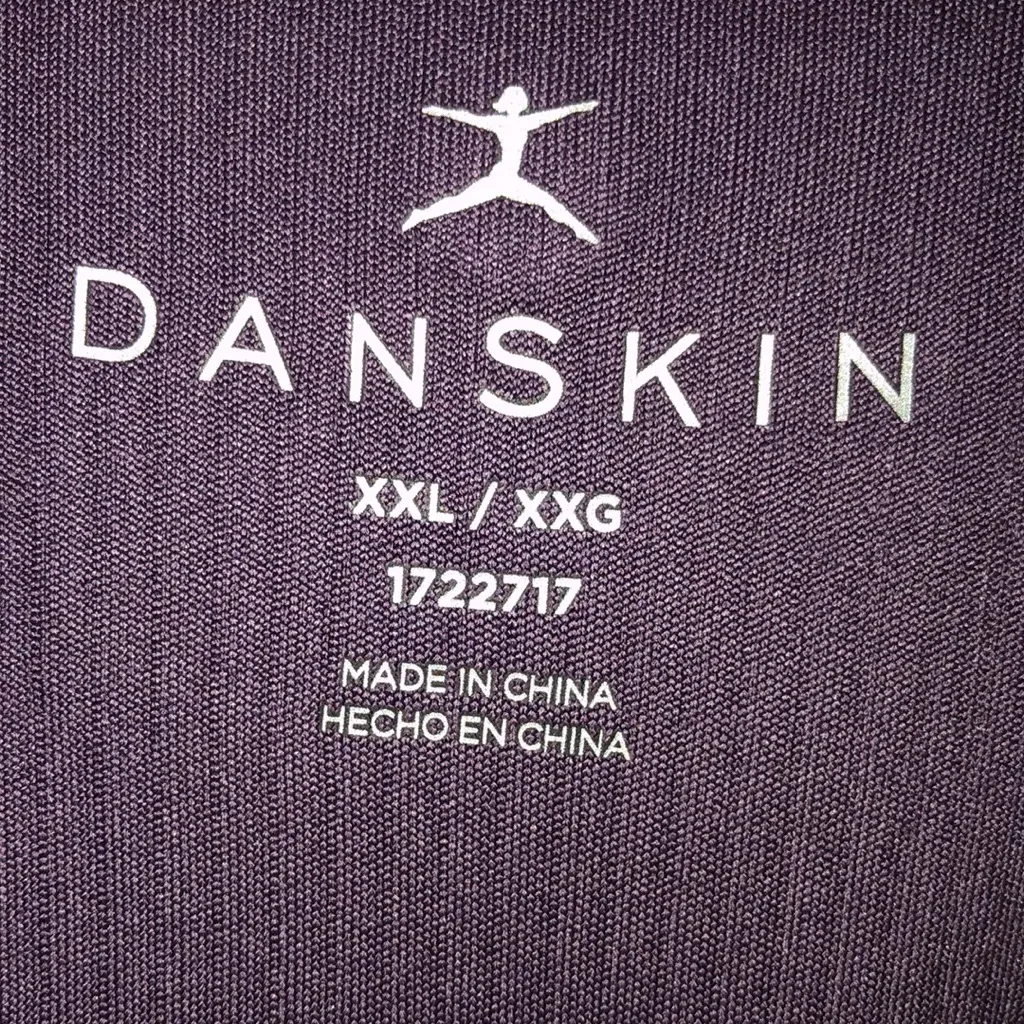 DANSKIN
XXL / XXG
1722717
MADE IN CHINA
HECHO EN CHINA